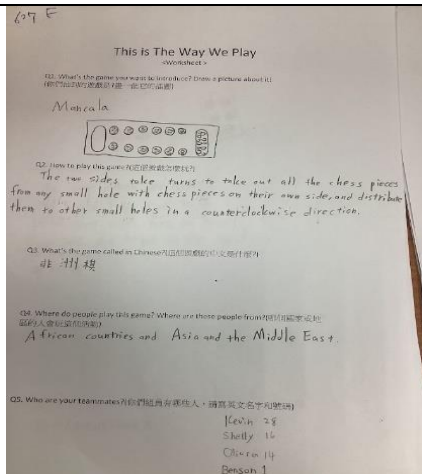 627 E
This is The Way We Play
<Worksheet >
Q1. What's the game you want to introduce? Draw a picture about it!
Mancala
Q2. How to play this game?
The two sides take turns to take out all the chess pieces
from any small hole with chess pieces on their own side, and distribute
them to other small holes in a counterclockwise direction.
Q3. What's the game called in Chinese?
非洲棋
Q4. Where do people play this game? Where are those people from?
African countries and Asia and the Middle East.
Q5. Who are your teammates?
Kevin 28
Shelly 16
14
Benson 1